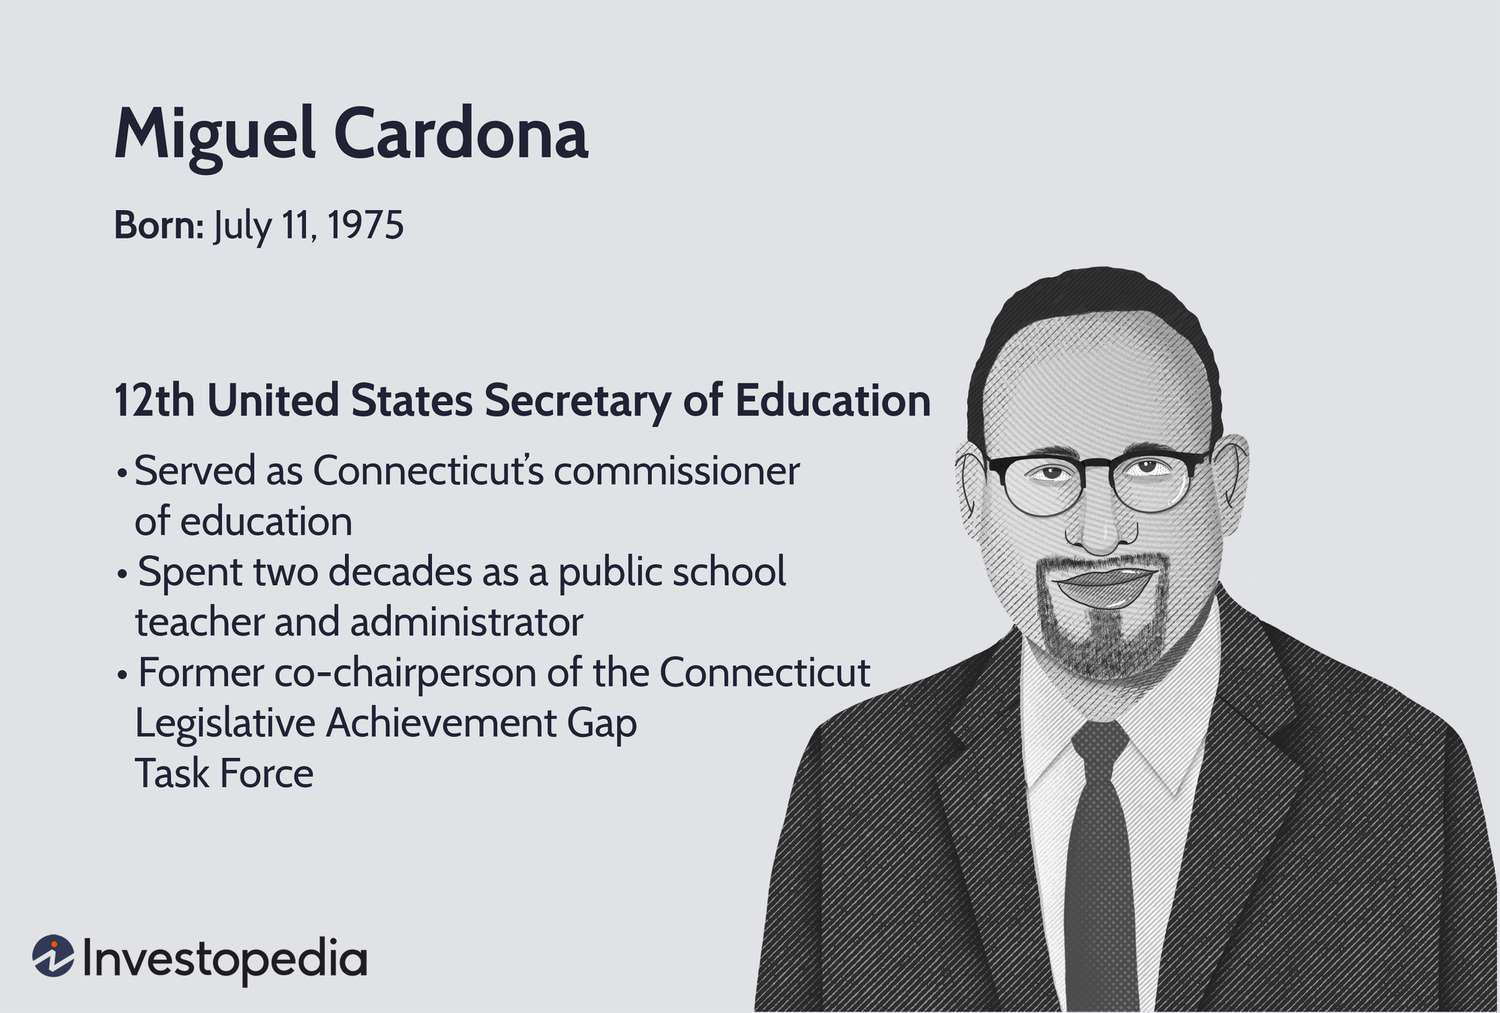 Miguel Cardona
Born: July 11, 1975
12th United States Secretary of Education
• Served as Connecticut’s commissioner
of education
• Spent two decades as a public school
teacher and administrator
• Former co-chairperson of the Connecticut
Legislative Achievement Gap
Task Force
Investopedia